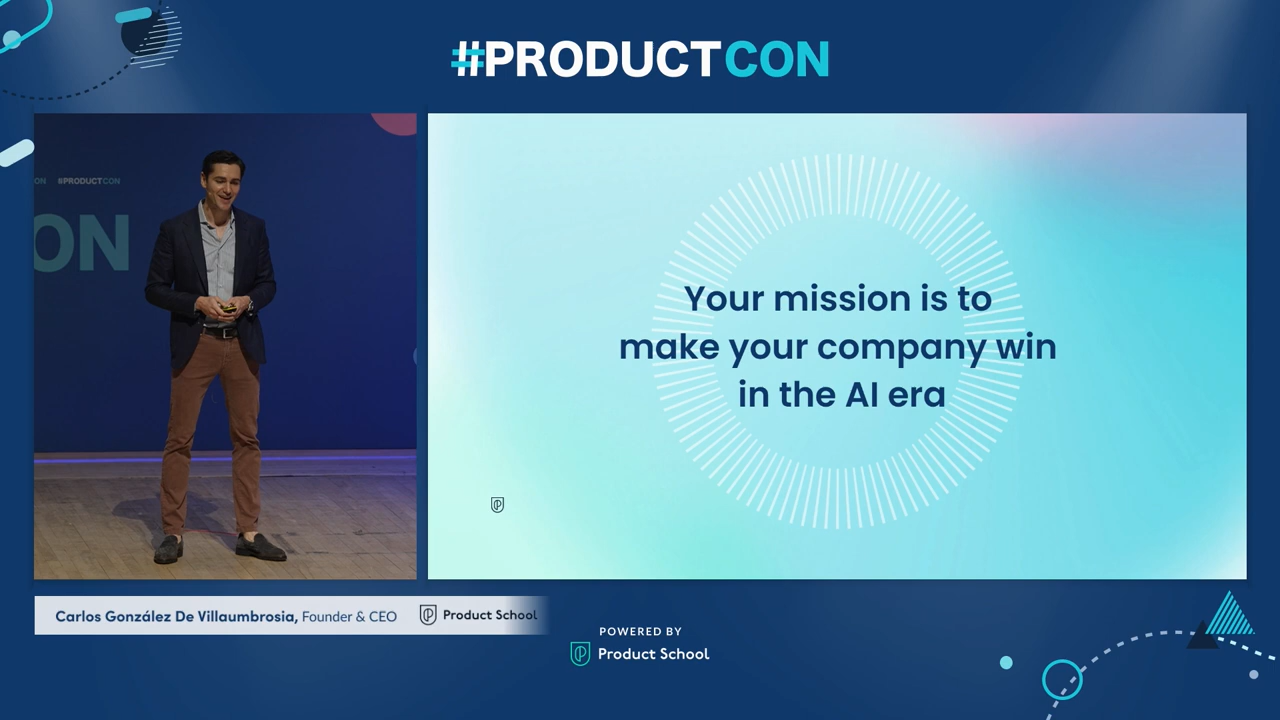 #PRODUCTCON
ON #PRODUCTCON
ON
Your mission is to
make your company win
in the AI era
Carlos González De Villaumbrosia, Founder & CEO
Product School
POWERED BY
Product School